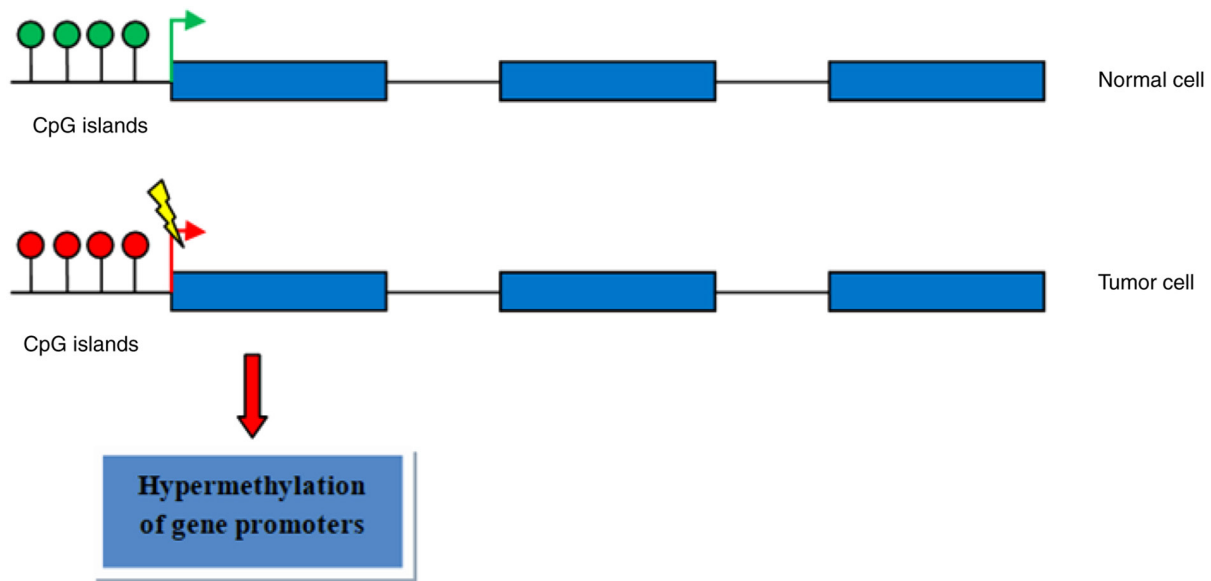 Normal cell
CpG islands
Tumor cell
CpG islands
Hypermethylation
of gene promoters